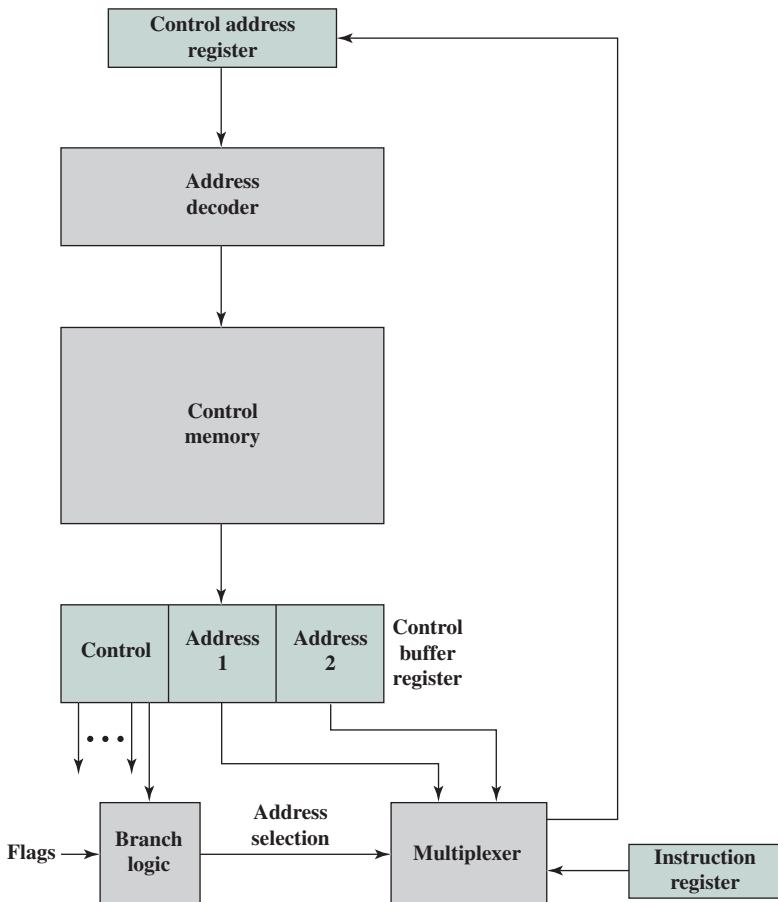 Control address
register
Address
decoder
Control
memory
Control
Address
1
Address
2
Control
buffer
register
Flags
Branch
logic
Address
selection
Multiplexer
Instruction
register